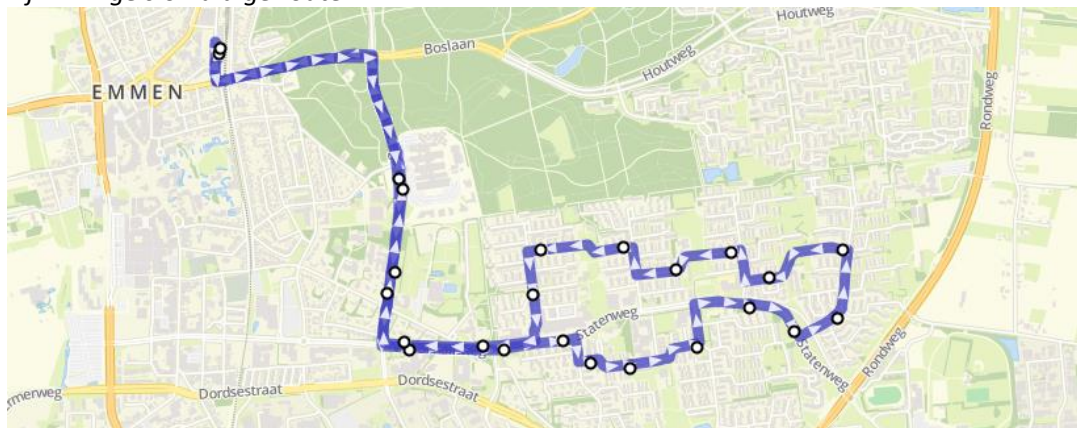 Houtweg
Boslaan
Houtweg
EMMEN
Rondweg
Statenweg
Statenweg
Rondweg
Dordsestraat
Dordsestraat